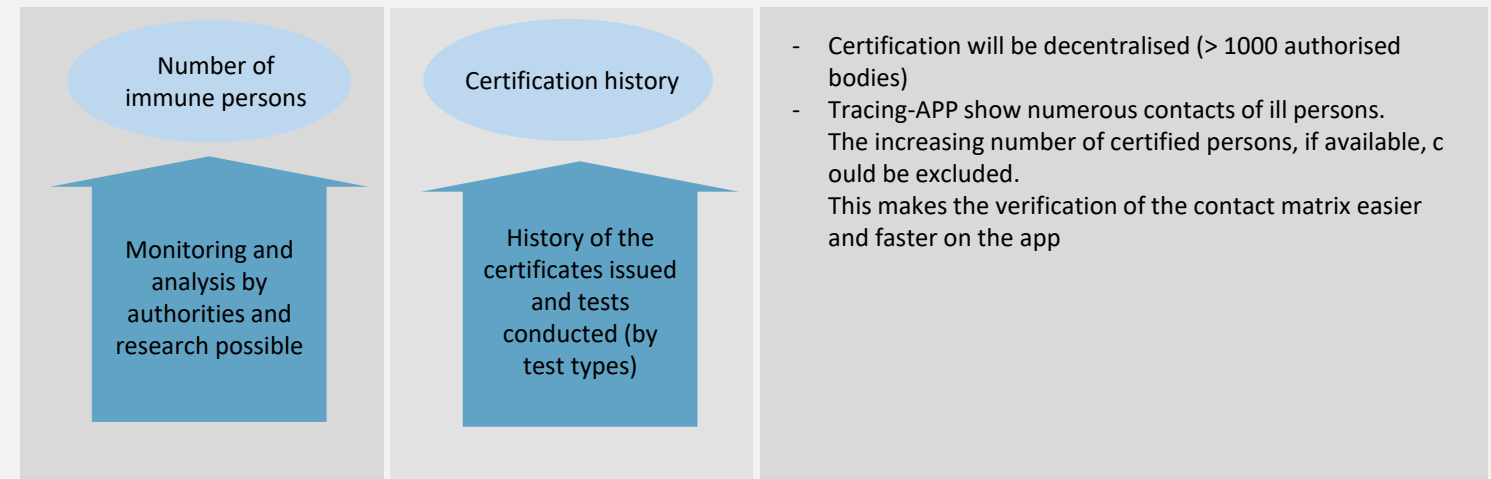 Number of
immune persons
Monitoring and
analysis by
authorities and
research possible
Certification history
History of the
certificates issued
and tests
conducted (by
test types)
- Certification will be decentralised (> 1000 authorised
bodies)
- Tracing-APP show numerous contacts of ill persons.
The increasing number of certified persons, if available, c
ould be excluded.
This makes the verification of the contact matrix easier
and faster on the app